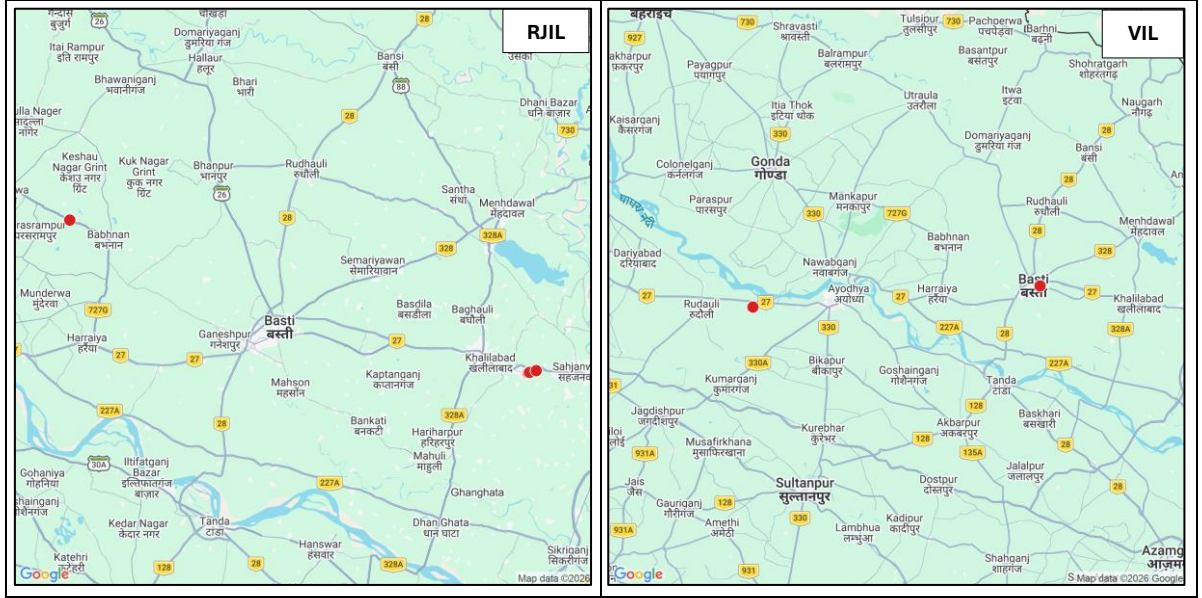 RJIL
28
26
चौखड़ा
Domariyaganj
डुमरिया गंज
Hallaur
हलूर
Itai Rampur
इति रामपुर
Bhawaniganj
भवानीगंज
Bhari
भारी
Bansi
बंसी
88
Dhani Bazar
धनि बाजार
730
28
Keshau
Nagar Grint
केशउ नगर
ग्रिंट
Kuk Nagar
Grint
कुक नगर
ग्रिंट
Bhanpur
भानपुर
26
Rudhauli
रुधौली
Santha
संथा
Menhdawal
मेंहदावल
Babhnan
बभनान
28
328A
328
Semariyawan
सेमारियावान
Munderwa
मुंदेरवा
727G
Basdila
बसडीला
Baghauli
बघौली
Basti
बस्ती
Ganeshpur
गनेशपुर
Harraiya
हर्रैया
27
27
27
Khalilabad
खलीलाबाद
Mahson
महसोंन
Kaptanganj
कप्तानगंज
227A
28
328A
Bankati
बनकटी
Hariharpur
हरिहरपुर
Mahuli
माहुली
30A
Iltifatganj
Bazar
इल्तिफातगंज
बाज़ार
Gohaniya
गोहनिया
227A
Ghanghata
Kedar Nagar
केदार नगर
Tanda
टांडा
Dhan Ghata
धान घाटा
Hanswar
हंसवार
Katehri
Sikriganj
सिकरीगंज
128
28
328A
Google
Map data ©2026
VIL
बहराइच
730
Shravasti
श्रावस्ती
Tulsipur
तुलसीपुर
730
Pachperwa
पचपेड़वा
Barhni
बढ़नी
927
Payagpur
पयागपुर
Balrampur
बलरामपुर
Basantpur
बसंतपुर
Shohratgarh
शोहरतगढ़
Itia Thok
इटिया थोक
Utraula
उतरौला
Itwa
इटवा
Naugarh
नौगढ़
Kaisarganj
कैसरगंज
330
Domariyaganj
डुमरिया गंज
28
Bansi
बंसी
Colonelganj
कर्नलगंज
Gonda
गोण्डा
28
Paraspur
पारसपुर
Mankapur
मनकापुर
330
727G
Rudhauli
रुधौली
28
Menhdawal
मेंहदावल
घाघरा नदी
Babhnan
बभनान
328
Dariyabad
दरियाबाद
Nawabganj
नवाबगंज
Basti
बस्ती
27
Rudauli
रुदौली
27
Ayodhya
अयोध्या
27
Harraiya
हर्रैया
27
Khalilabad
खलीलाबाद
330
227A
28
328A
330A
Bikapur
बीकापुर
Goshainganj
गोशैनगंज
227A
Kumarganj
कुमारगंज
Tanda
टांडा
Jagdishpur
जगदीशपुर
128
Baskhari
बसखारी
Kurebhar
कुरेभर
Akbarpur
अकबरपुर
Musafirkhana
मुसाफिरखाना
931A
128
135A
28
Jais
जैस
Sultanpur
सुल्तानपुर
Dostpur
दोस्तपुर
Jalalpur
जलालपुर
28
Gauriganj
गौरीगंज
128
Amethi
अमेठी
330
Kadipur
कादीपुर
Lambhua
लम्भुआ
931A
Shahganj
शाहगंज
931
Google
Map data ©2026 Google